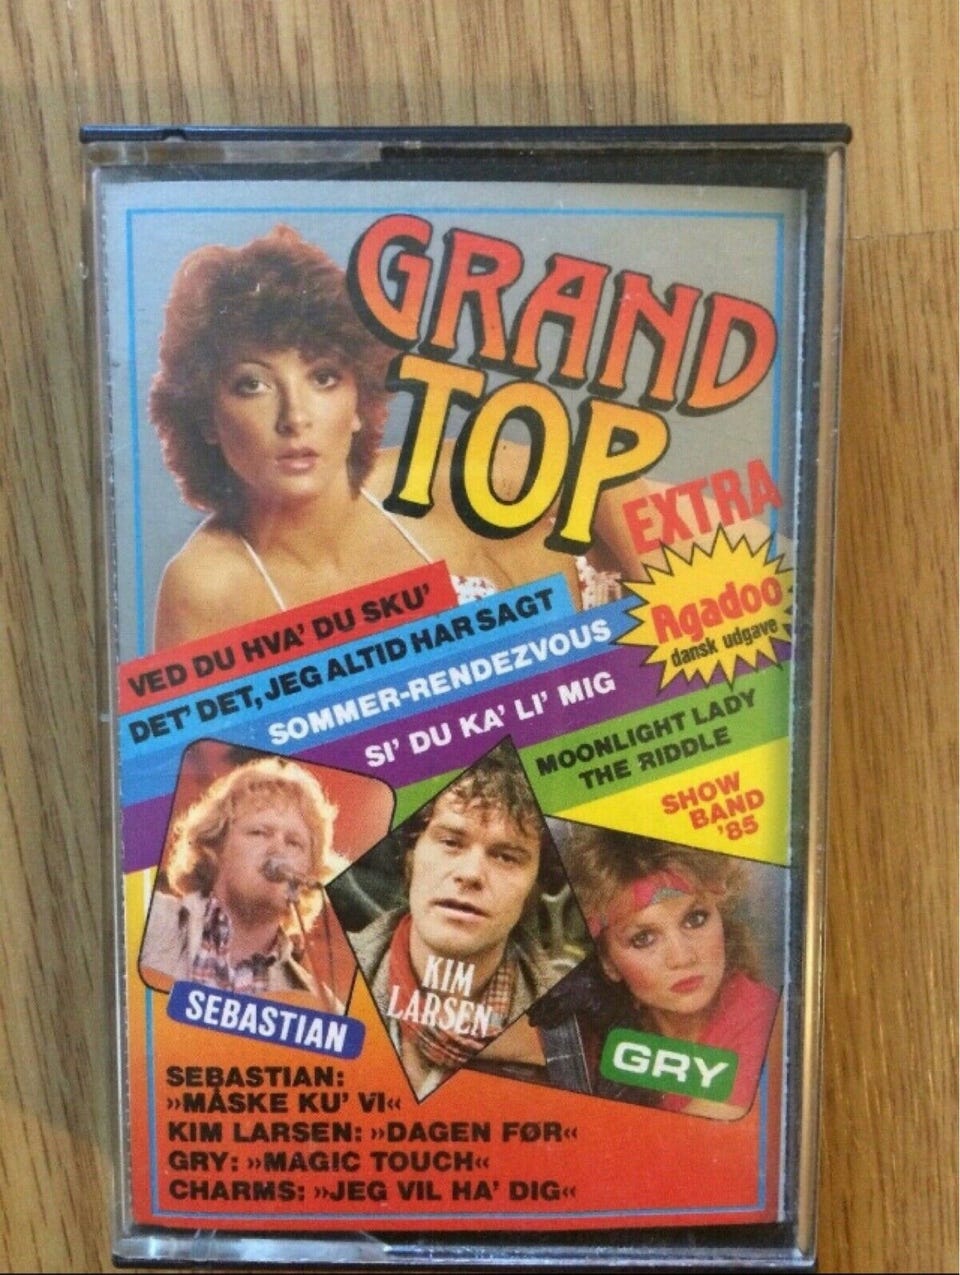 GRAND
TOP
EXTRA
Agadoo
dansk udgave
VED DU HVA' DU SKU'
DET' DET, JEG ALTID HAR SAGT
SOMMER-RENDEZVOUS
SI' DU KA' LI' MIG
MOONLIGHT LADY
THE RIDDLE
SHOW
BAND
'85
SEBASTIAN
KIM
LARSEN
GRY
SEBASTIAN:
»MÅSKE KU' VI«
KIM LARSEN: »DAGEN FØR«
GRY: »MAGIC TOUCH«
CHARMS: »JEG VIL HA' DIG«